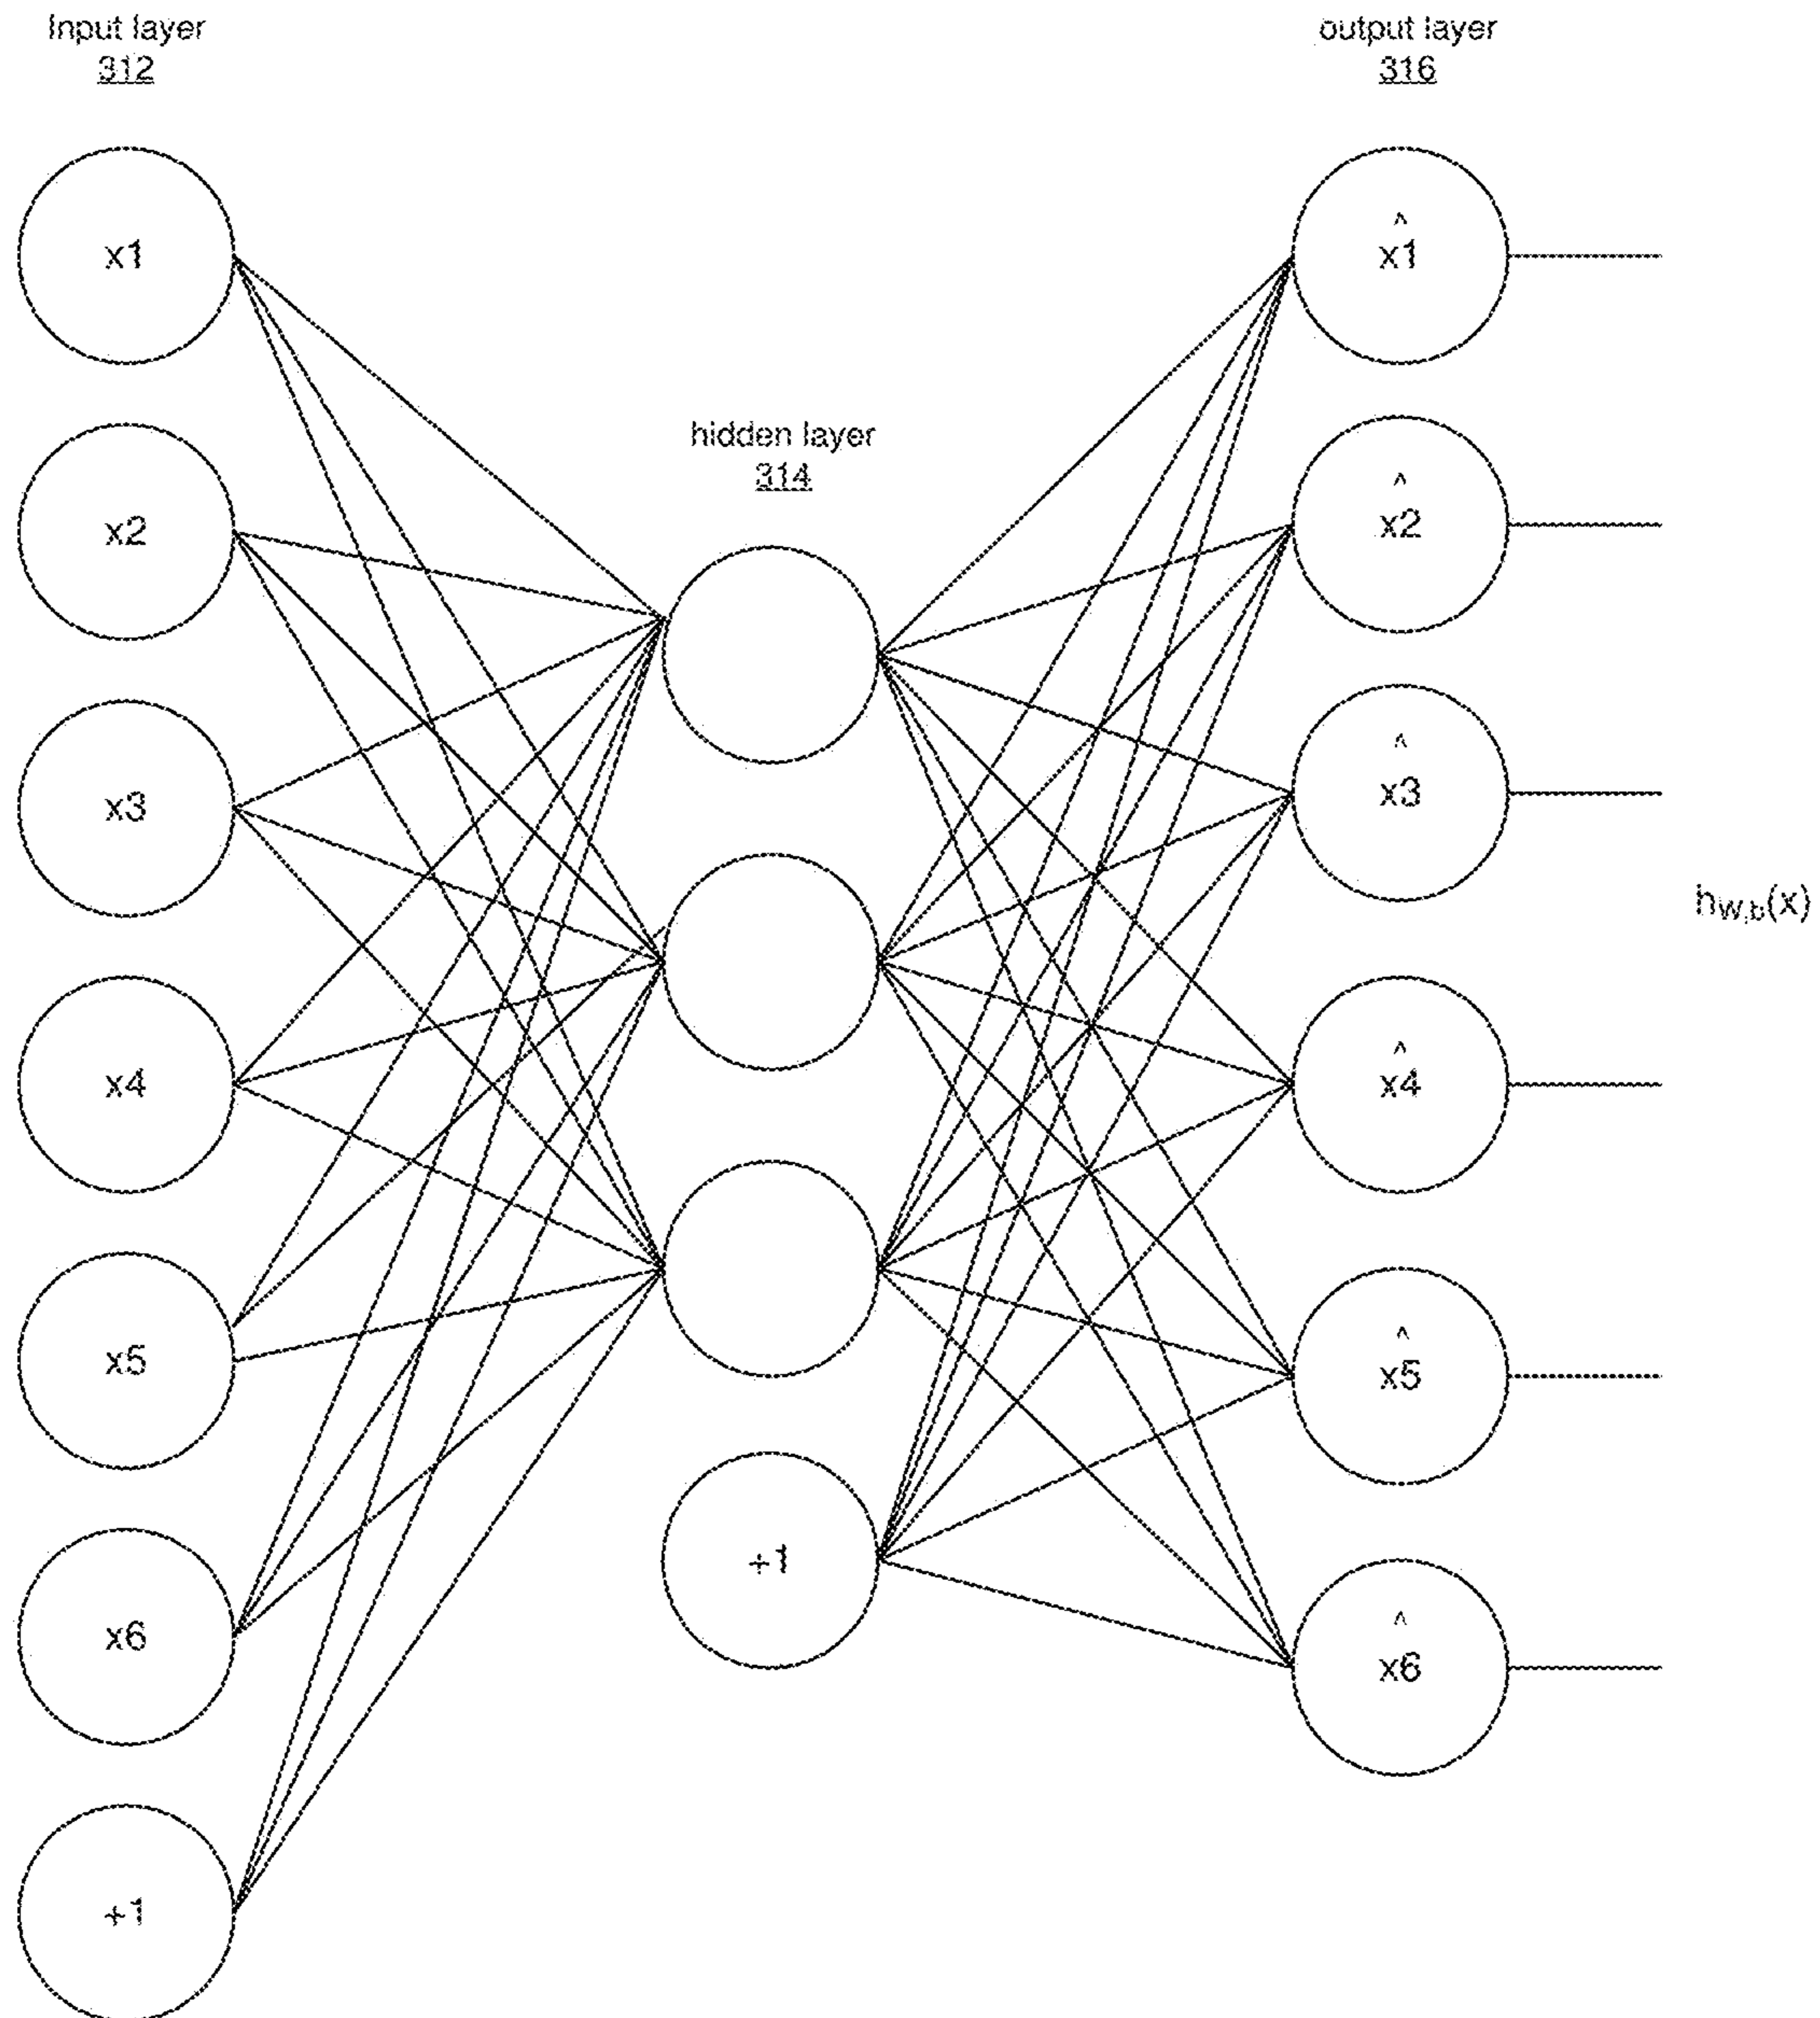 Input layer
312
x1
x2
x3
x4
x5
x6
+1
hidden layer
314
+1
output layer
316
^
x1
^
x2
^
x3
^
x4
^
x5
^
x6
hW,b(x)